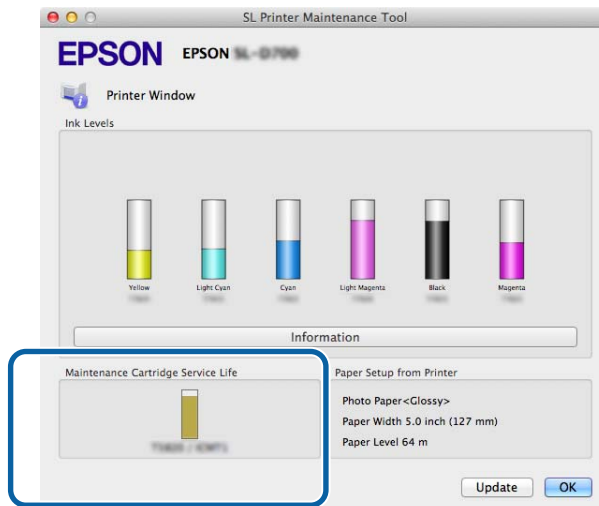 SL Printer Maintenance Tool
EPSON EPSON
Printer Window
Ink Levels
Yellow Light Cyan Cyan Light Magenta Black Magenta
Information
Maintenance Cartridge Service Life
Paper Setup from Printer
Photo Paper<Glossy>
Paper Width 5.0 inch (127 mm)
Paper Level 64 m
Update OK